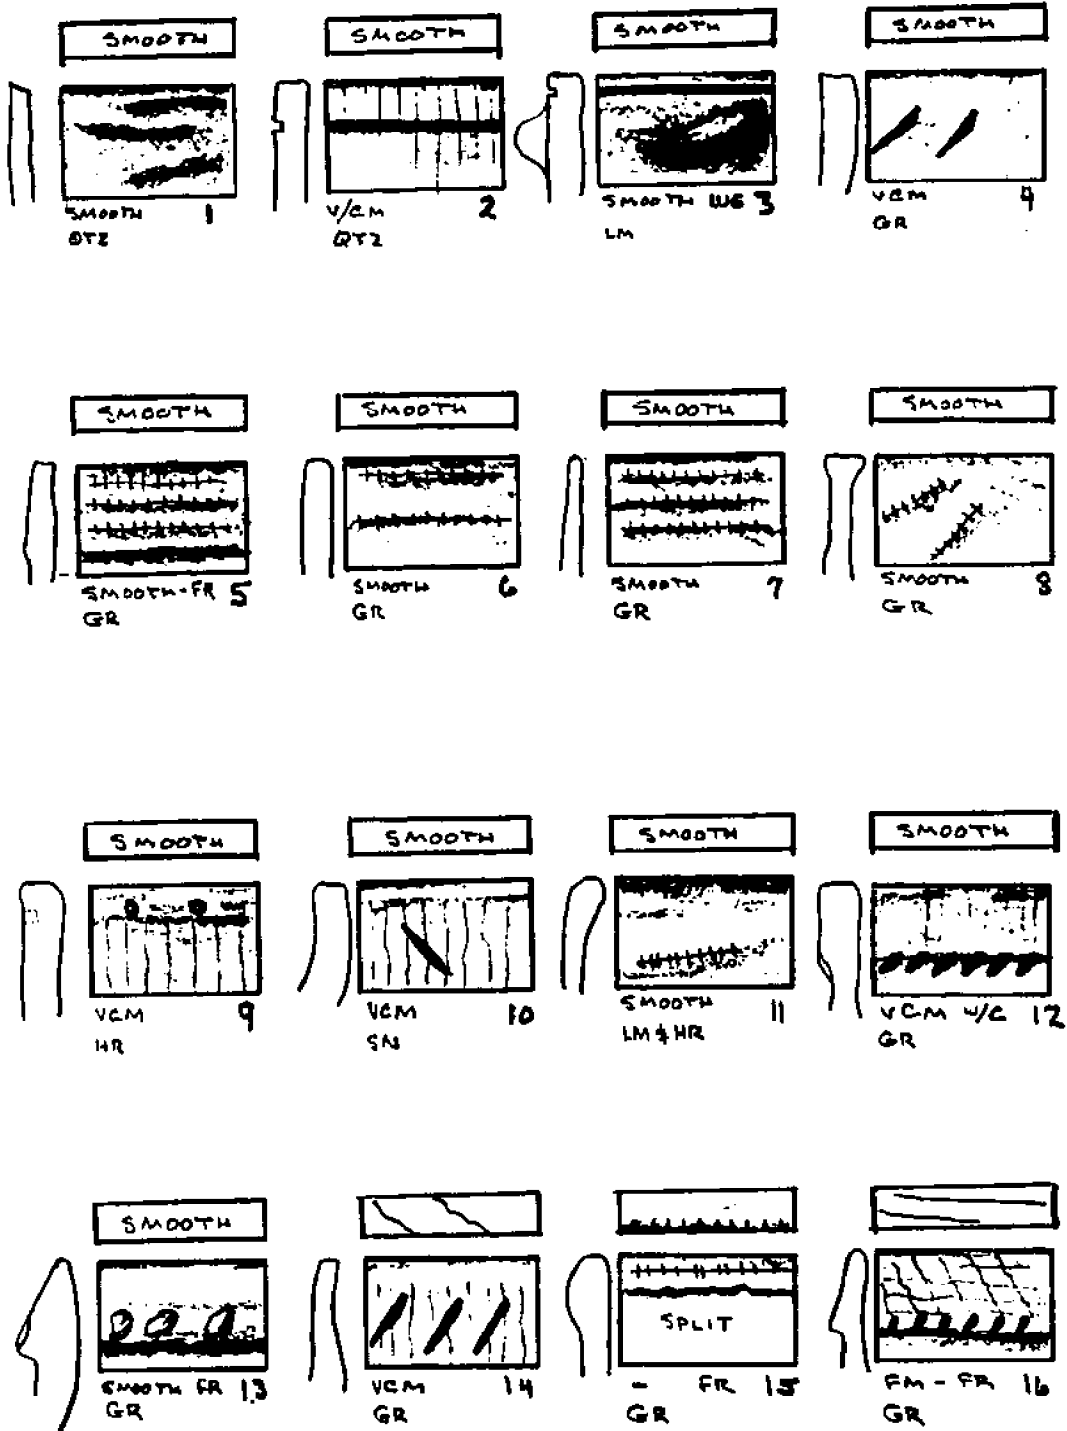 SMOOTH SMOOTH SMOOTH SMOOTH
SMOOTH 1 V/CM 2 SMOOTH LUG 3 VCM 4
QTZ QTZ LM GR
SMOOTH SMOOTH SMOOTH SMOOTH
SMOOTH-FR 5 SMOOTH 6 SMOOTH 7 SMOOTH 8
GR GR GR GR
SMOOTH SMOOTH SMOOTH SMOOTH
VCM 9 VCM 10 SMOOTH 11 VCM W/C 12
HR LM & HR GR
SMOOTH
SPLIT
SMOOTH FR 13 VCM 14 - FR 15 FM - FR 16
GR GR GR GR